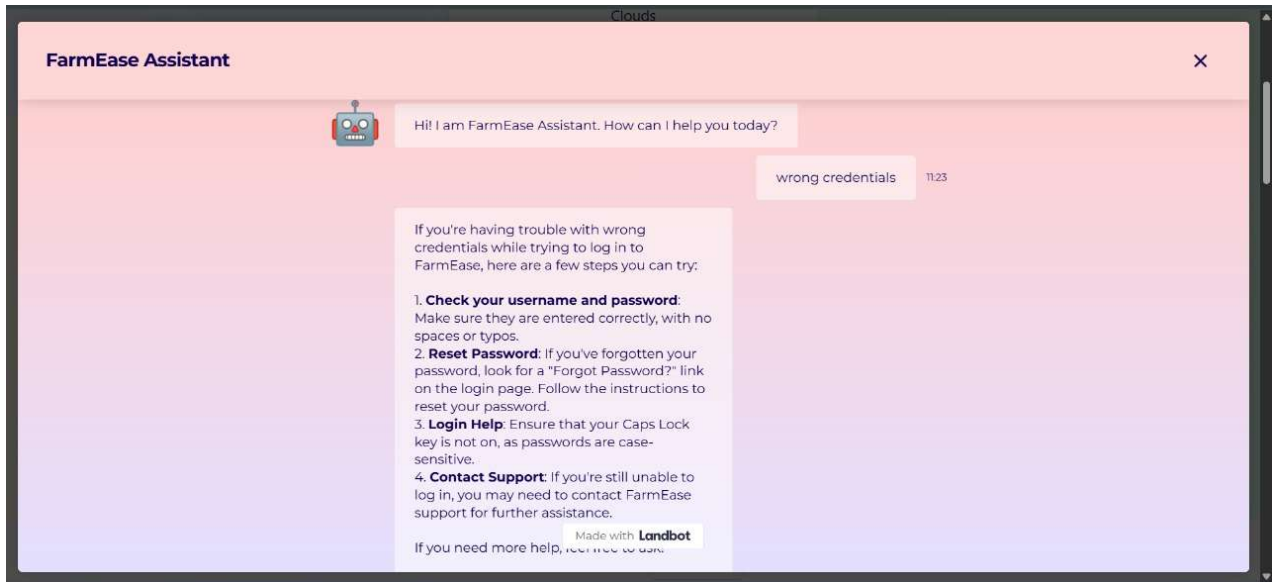 Clouds
FarmEase Assistant
Hi! I am FarmEase Assistant. How can I help you today?
wrong credentials
11:23
If you're having trouble with wrong
credentials while trying to log in to
FarmEase, here are a few steps you can try:
1. Check your username and password:
Make sure they are entered correctly, with no
spaces or typos.
2. Reset Password: If you've forgotten your
password, look for a "Forgot Password?" link
on the login page. Follow the instructions to
reset your password.
3. Login Help: Ensure that your Caps Lock
key is not on, as passwords are case-
sensitive.
4. Contact Support: If you're still unable to
log in, you may need to contact FarmEase
support for further assistance.
If you need more help,
Made with Landbot